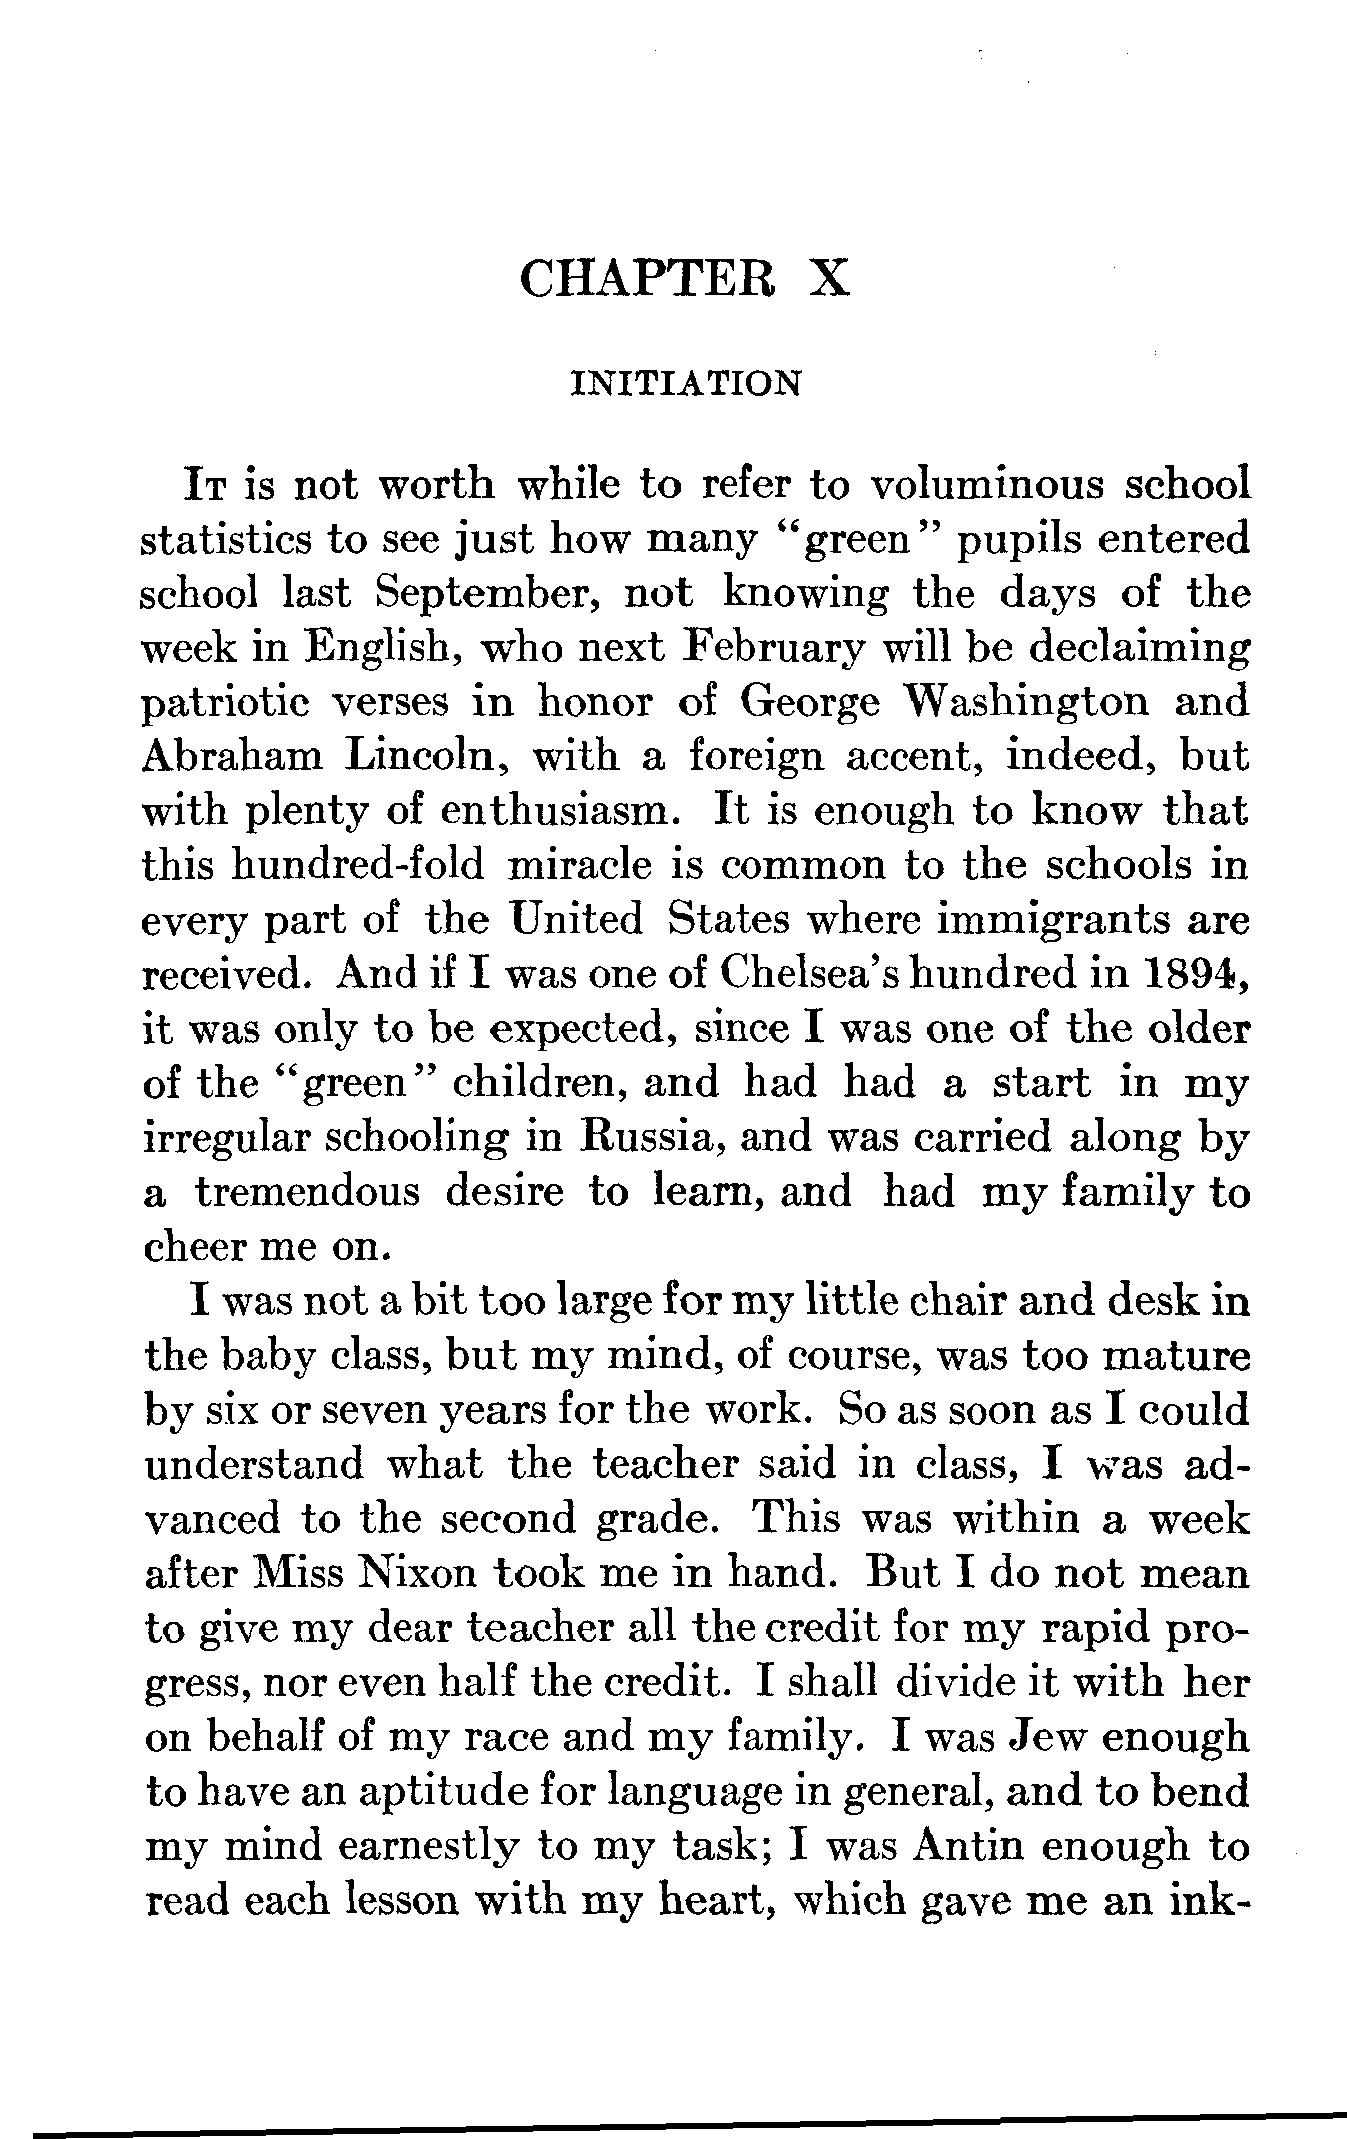 CHAPTER X
INITIATION
IT is not worth while to refer to voluminous school
statistics to see just how many "green" pupils entered
school last September, not knowing the days of the
week in English, who next February will be declaiming
patriotic verses in honor of George Washington and
Abraham Lincoln, with a foreign accent, indeed, but
with plenty of enthusiasm. It is enough to know that
this hundred-fold miracle is common to the schools in
every part of the United States where immigrants are
received. And if I was one of Chelsea's hundred in 1894,
it was only to be expected, since I was one of the older
of the "green" children, and had had a start in my
irregular schooling in Russia, and was carried along by
a tremendous desire to learn, and had my family to
cheer me on.
I was not a bit too large for my little chair and desk in
the baby class, but my mind, of course, was too mature
by six or seven years for the work. So as soon as I could
understand what the teacher said in class, I was ad-
vanced to the second grade. This was within a week
after Miss Nixon took me in hand. But I do not mean
to give my dear teacher all the credit for my rapid pro-
gress, nor even half the credit. I shall divide it with her
on behalf of my race and my family. I was Jew enough
to have an aptitude for language in general, and to bend
my mind earnestly to my task; I was Antin enough to
read each lesson with my heart, which gave me an ink-